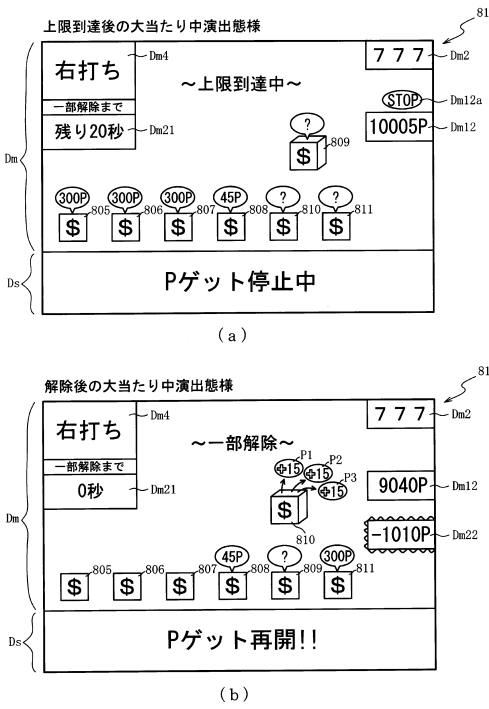 上限到達後の大当たり中演出態様
81
右打ち
Dm4
7 7 7
Dm2
～上限到達中～
一部解除まで
残り20秒
Dm21
STOP
Dm12a
10005P
Dm12
?
$
809
Dm
300P
300P
300P
45P
?
?
$
805
$
806
$
807
$
808
$
810
$
811
Ds
Pゲット停止中
(a)
解除後の大当たり中演出態様
81
右打ち
Dm4
7 7 7
Dm2
～一部解除～
一部解除まで
0秒
Dm21
P1
P2
P3
+15
+15
+15
$
810
9040P
Dm12
-1010P
Dm22
Dm
45P
?
300P
$
805
$
806
$
807
$
808
$
809
$
811
Ds
Pゲット再開!!
(b)